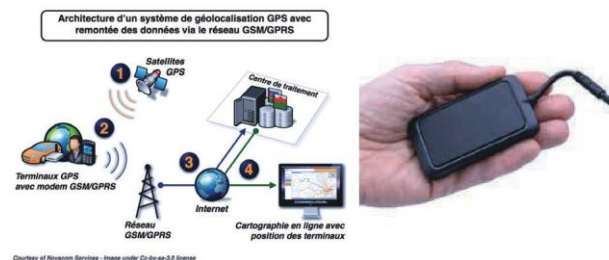 Architecture d'un système de géolocalisation GPS avec
remontée des données via le réseau GSM/GPRS
1
Satellites
GPS
Centre de traitement
2
Terminaux GPS
avec modem GSM/GPRS
3
4
Internet
Réseau
GSM/GPRS
Cartographie en ligne avec
position des terminaux
Courtesy of Novacom Services - Image under Cc-by-sa-3.0 license